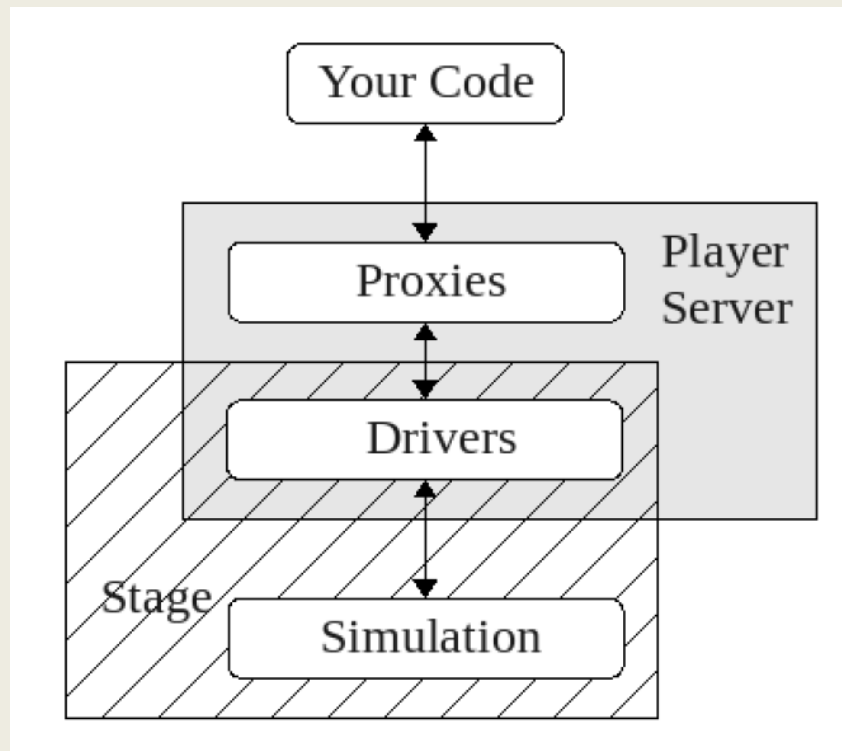 Your Code
Player
Server
Proxies
Drivers
Stage
Simulation